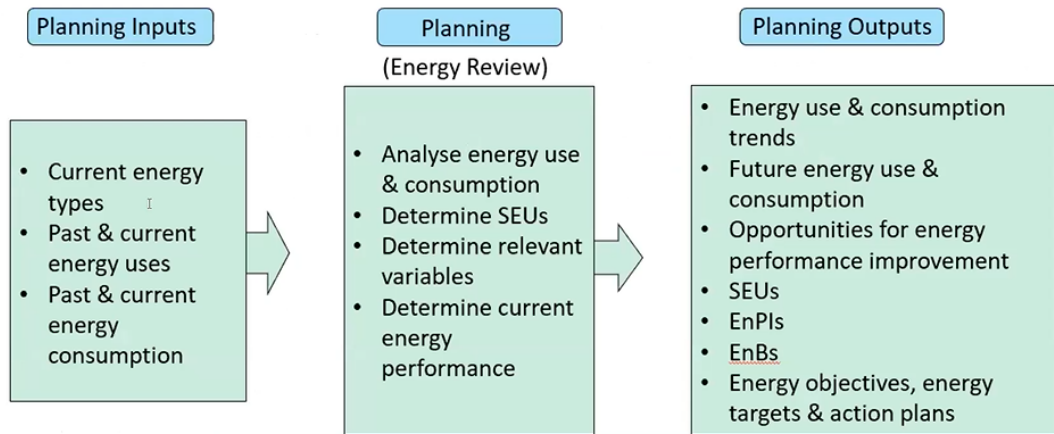 Planning Inputs
• Current energy
types
• Past & current
energy uses
• Past & current
energy
consumption
Planning
(Energy Review)
• Analyse energy use
& consumption
• Determine SEUs
• Determine relevant
variables
• Determine current
energy
performance
Planning Outputs
• Energy use & consumption
trends
• Future energy use &
consumption
• Opportunities for energy
performance improvement
• SEUs
• EnPIs
• EnBs
• Energy objectives, energy
targets & action plans